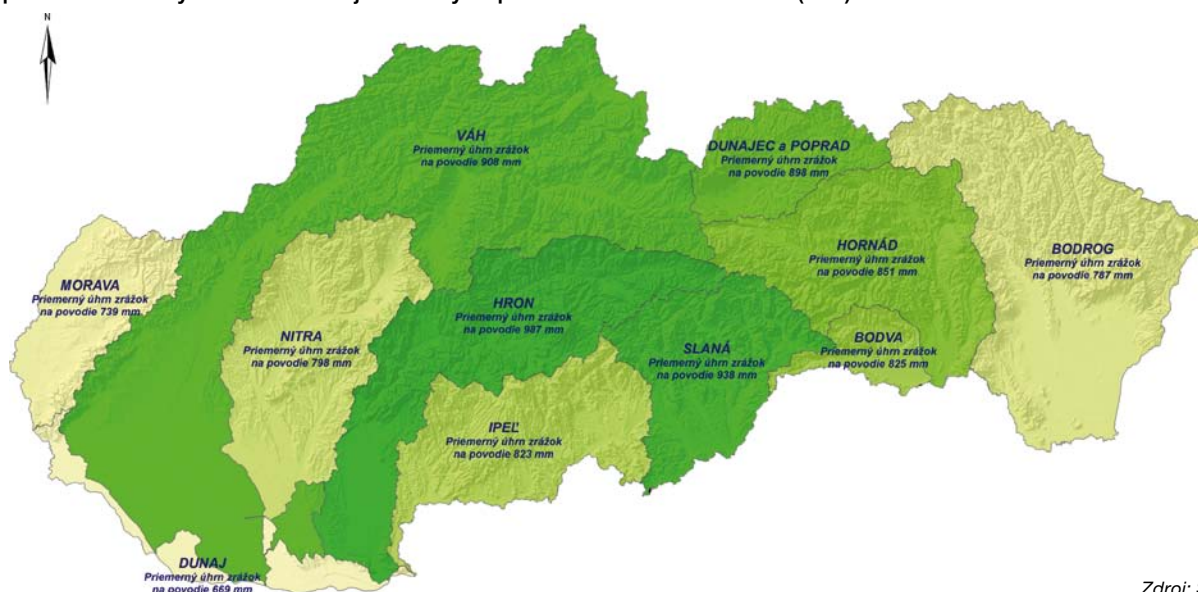 N
VÁH
Priemerný úhrn zrážok
na povodie 908 mm
DUNAJEC a POPRAD
Priemerný úhrn zrážok
na povodie 898 mm
HORNÁD
Priemerný úhrn zrážok
na povodie 851 mm
BODROG
Priemerný úhrn zrážok
na povodie 787 mm
MORAVA
Priemerný úhrn zrážok
na povodie 739 mm
HRON
Priemerný úhrn zrážok
na povodie 987 mm
NITRA
Priemerný úhrn zrážok
na povodie 798 mm
SLANÁ
Priemerný úhrn zrážok
na povodie 938 mm
BODVA
Priemerný úhrn zrážok
na povodie 825 mm
IPEĽ
Priemerný úhrn zrážok
na povodie 823 mm
DUNAJ
Priemerný úhrn zrážok
na povodie 669 mm
Zdroj: